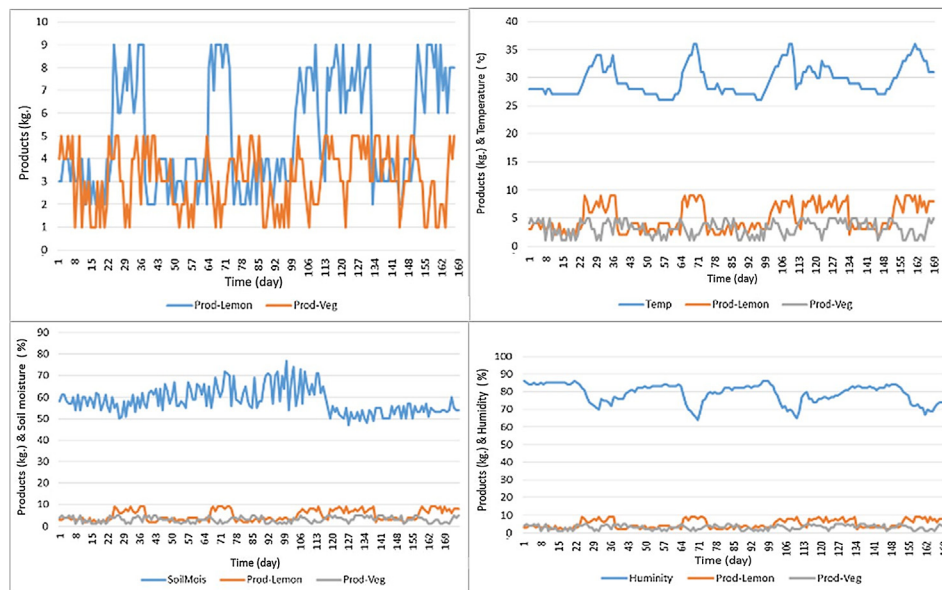 Products (kg.)
10
9
8
7
6
5
4
3
2
1
0
1 8 15 22 29 36 43 50 57 64 71 78 85 92 99 106 113 120 127 134 141 148 155 162 169
Time (day)
Prod-Lemon Prod-Veg
Products (kg.) & Temperature (°c)
40
35
30
25
20
15
10
5
0
1 8 15 22 29 36 43 50 57 64 71 78 85 92 99 106 113 120 127 134 141 148 155 162 169
Time (day)
Temp Prod-Lemon Prod-Veg
Products (kg.) & Soil moisture (%)
90
80
70
60
50
40
30
20
10
0
1 8 15 22 29 36 43 50 57 64 71 78 85 92 99 106 113 120 127 134 141 148 155 162 169
Time (day)
SoilMois Prod-Lemon Prod-Veg
Products (kg.) & Humidity (%)
100
90
80
70
60
50
40
30
20
10
0
1 8 15 22 29 36 43 50 57 64 71 78 85 92 99 106 113 120 127 134 141 148 155 162
Time (day)
Huminity Prod-Lemon Prod-Veg